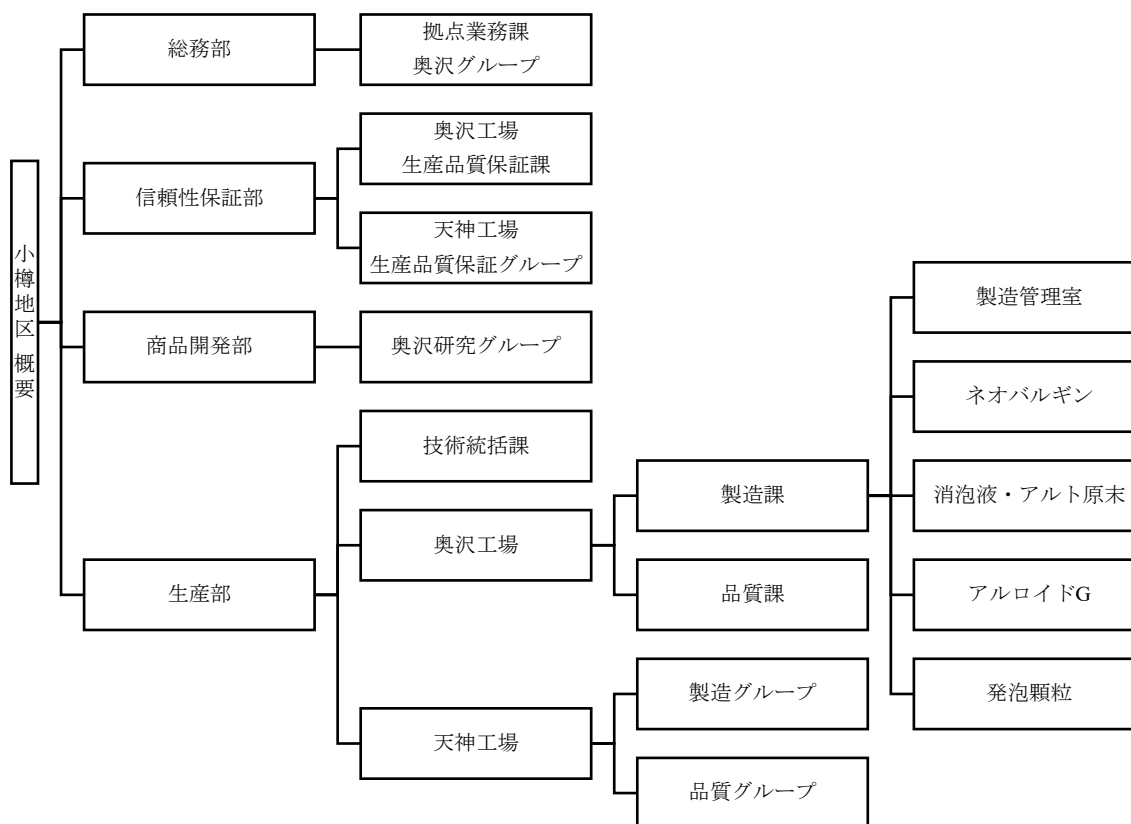 小樽地区 概要
総務部
拠点業務課
奥沢グループ
信頼性保証部
奥沢工場
生産品質保証課
天神工場
生産品質保証グループ
商品開発部
奥沢研究グループ
生産部
技術統括課
奥沢工場
製造課
製造管理室
ネオバルギン
消泡液・アルト原末
アルロイドG
発泡顆粒
品質課
天神工場
製造グループ
品質グループ